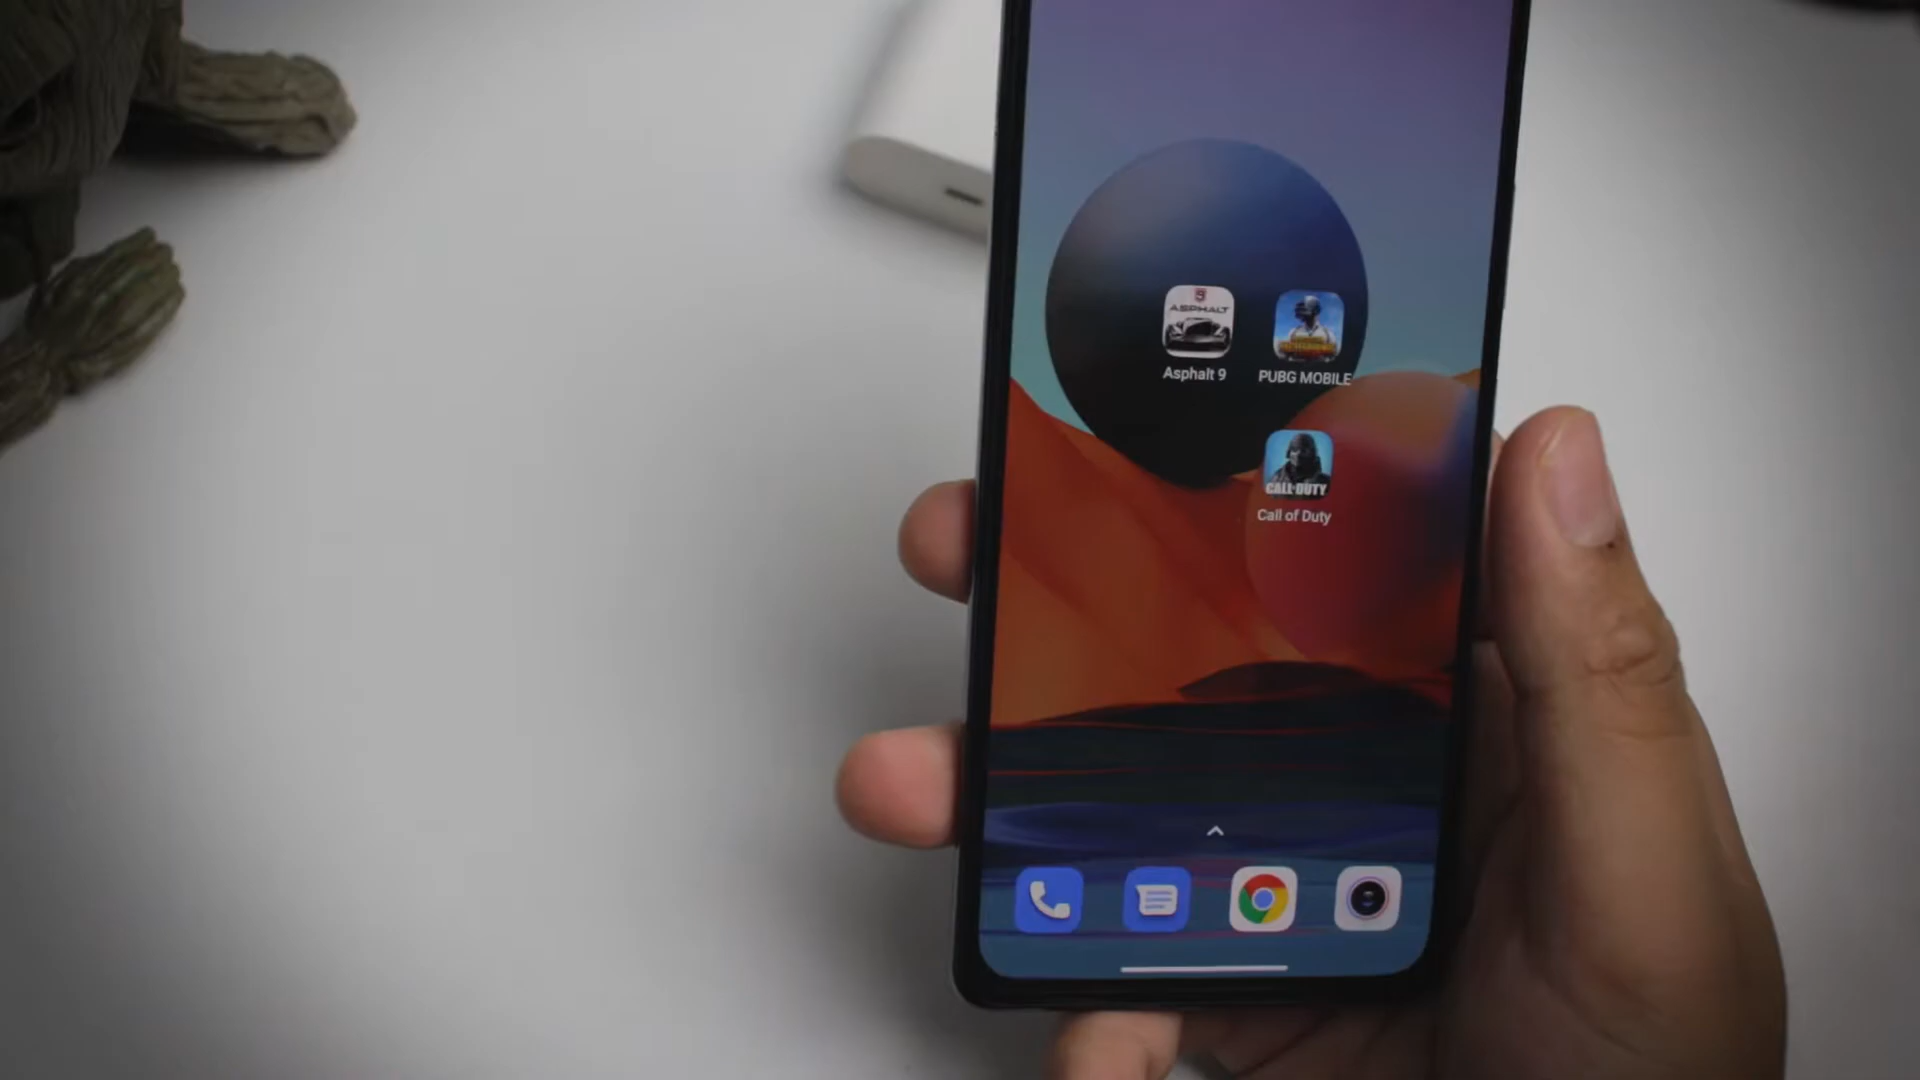 ASPHALT
Asphalt 9
PUBG MOBILE
CALL DUTY
Call of Duty